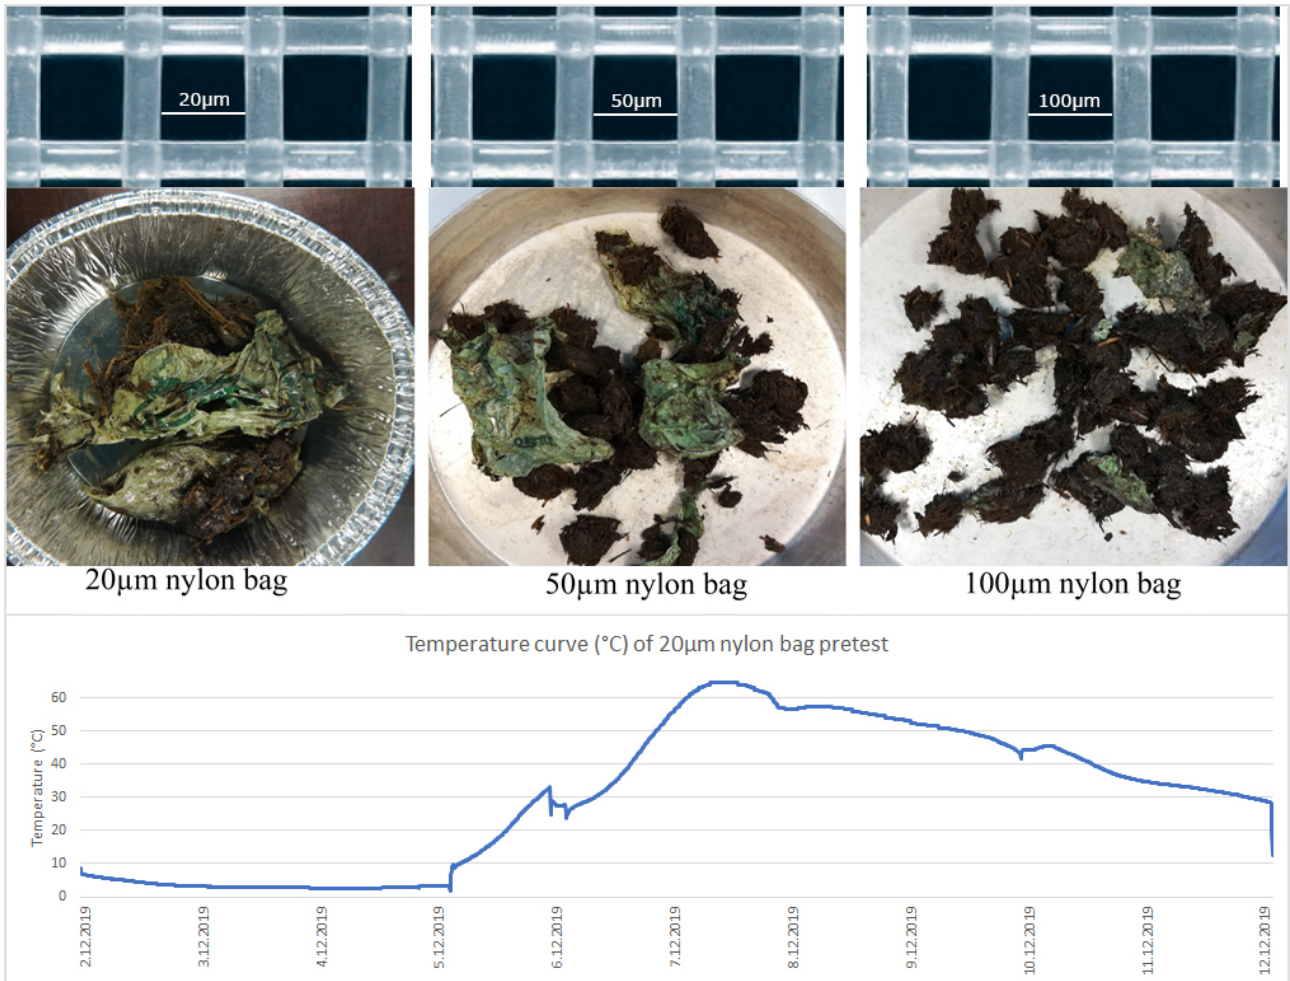 20µm
50µm
100µm
20µm nylon bag
50µm nylon bag
100µm nylon bag
Temperature curve (°C) of 20µm nylon bag pretest
Temperature (°C)
60
50
40
30
20
10
0
2.12.2019
3.12.2019
4.12.2019
5.12.2019
6.12.2019
7.12.2019
8.12.2019
9.12.2019
10.12.2019
11.12.2019
12.12.2019